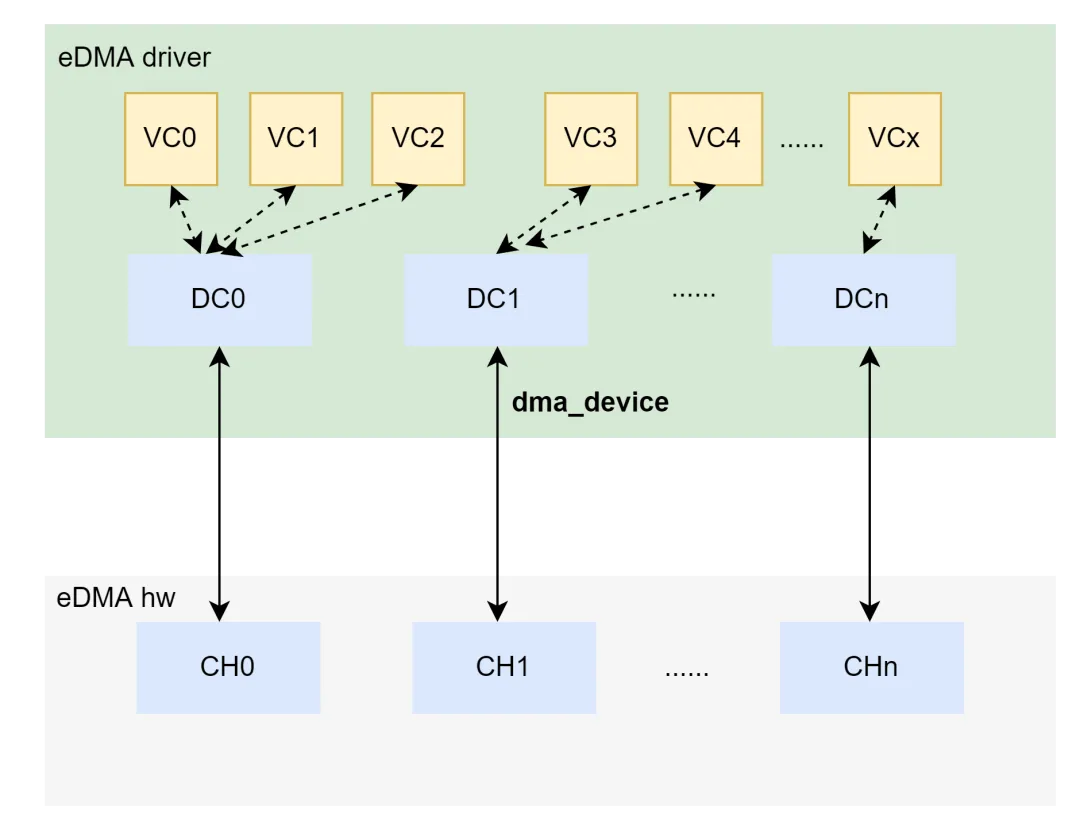 eDMA driver
VC0 VC1 VC2 VC3 VC4 ...... VCx
DC0 DC1 ...... DCn
dma_device
eDMA hw
CH0 CH1 ...... CHn